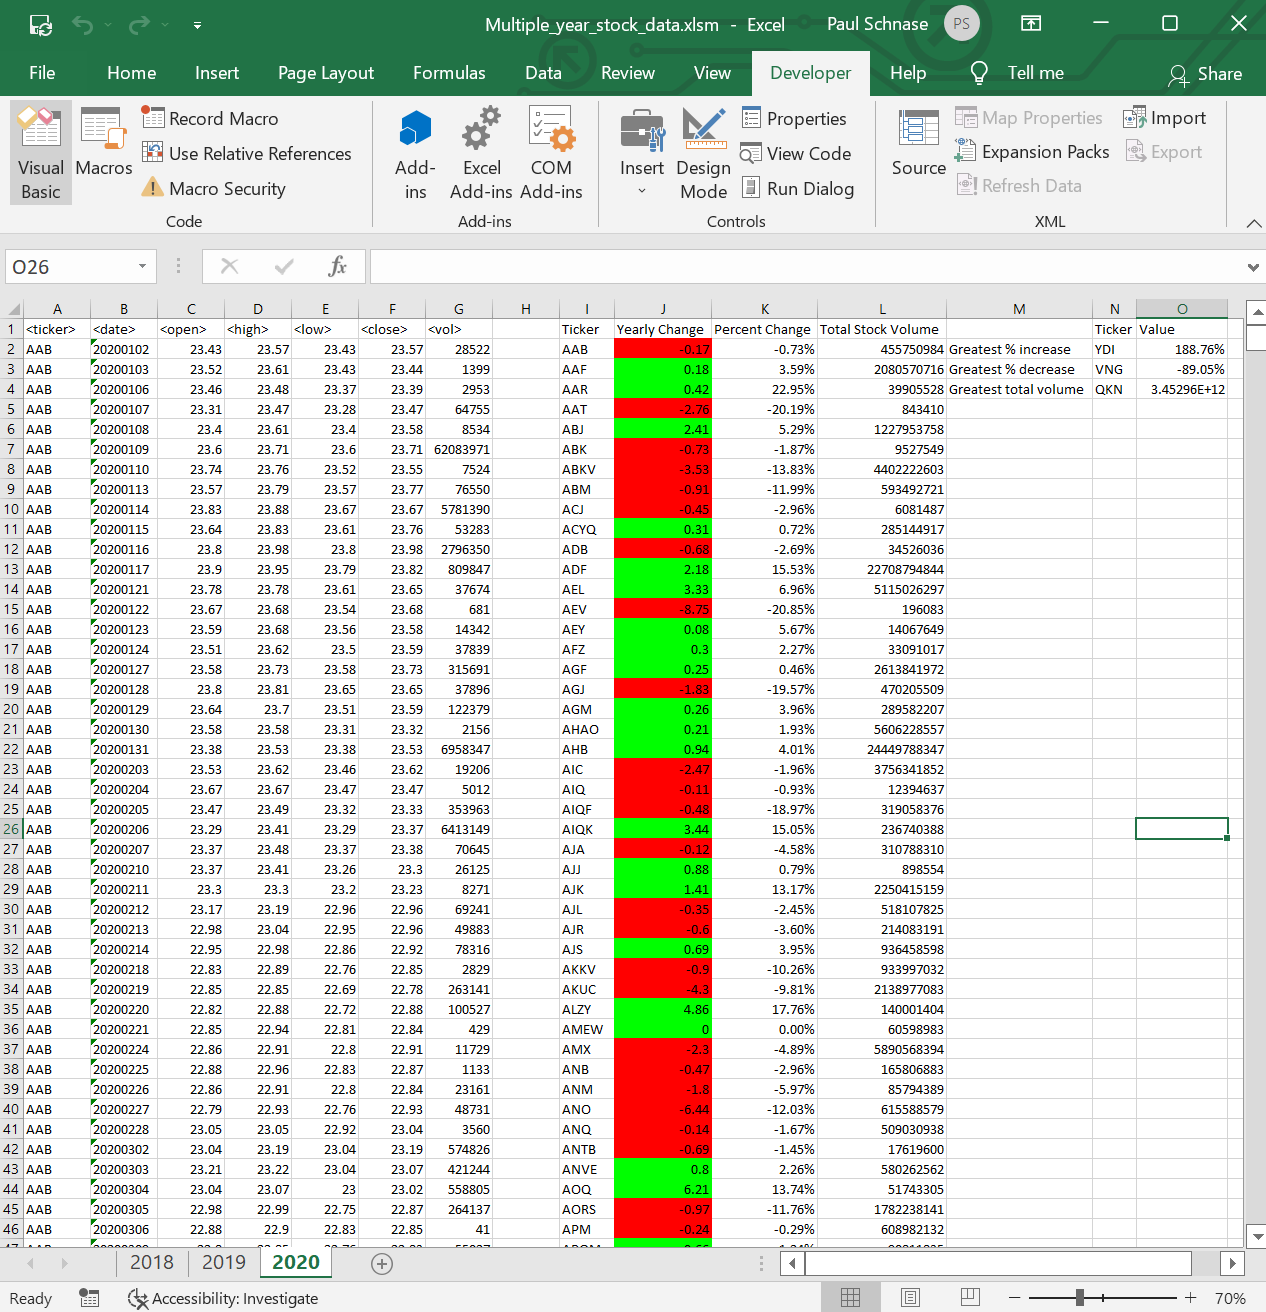 Multiple_year_stock_data.xlsm - Excel Paul Schnase PS
File Home Insert Page Layout Formulas Data Review View Developer Help Tell me Share
Visual Basic
Macros
Record Macro
Use Relative References
Macro Security
Code
Add-ins
Excel Add-ins
COM Add-ins
Add-ins
Insert
Design Mode
Properties
View Code
Run Dialog
Controls
Source
Map Properties
Expansion Packs
Refresh Data
Import
Export
XML
O26 fx
A B C D E F G H I J K L M N O
1 <ticker> <date> <open> <high> <low> <close> <vol> Ticker Yearly Change Percent Change Total Stock Volume Ticker Value
2 AAB 20200102 23.43 23.57 23.43 23.57 28522 AAB -0.17 -0.73% 455750984 Greatest % increase YDI 188.76%
3 AAB 20200103 23.52 23.61 23.43 23.44 1399 AAF 0.18 3.59% 2080570716 Greatest % decrease VNG -89.05%
4 AAB 20200106 23.46 23.48 23.37 23.39 2953 AAR 0.42 22.95% 39905528 Greatest total volume QKN 3.45296E+12
5 AAB 20200107 23.31 23.47 23.28 23.47 64755 AAT -2.76 -20.19% 843410
6 AAB 20200108 23.4 23.61 23.4 23.58 8534 ABJ 2.41 5.29% 1227953758
7 AAB 20200109 23.6 23.71 23.6 23.71 62083971 ABK -0.73 -1.87% 9527549
8 AAB 20200110 23.74 23.76 23.52 23.55 7524 ABKV -3.53 -13.83% 4402222603
9 AAB 20200113 23.57 23.79 23.57 23.77 76550 ABM -0.91 -11.99% 593492721
10 AAB 20200114 23.83 23.88 23.67 23.67 5781390 ACJ -0.45 -2.96% 6081487
11 AAB 20200115 23.64 23.83 23.61 23.76 53283 ACYQ 0.31 0.72% 285144917
12 AAB 20200116 23.8 23.98 23.8 23.98 2796350 ADB -0.68 -2.69% 34526036
13 AAB 20200117 23.9 23.95 23.79 23.82 809847 ADF 2.18 15.53% 22708794844
14 AAB 20200121 23.78 23.78 23.61 23.65 37674 AEL 3.33 6.96% 5115026297
15 AAB 20200122 23.67 23.68 23.54 23.68 681 AEV -8.75 -20.85% 196083
16 AAB 20200123 23.59 23.68 23.56 23.58 14342 AEY 0.08 5.67% 14067649
17 AAB 20200124 23.51 23.62 23.5 23.59 37839 AFZ 0.3 2.27% 33091017
18 AAB 20200127 23.58 23.73 23.58 23.73 315691 AGF 0.25 0.46% 2613841972
19 AAB 20200128 23.8 23.81 23.65 23.65 37896 AGJ -1.83 -19.57% 470205509
20 AAB 20200129 23.64 23.7 23.51 23.59 122379 AGM 0.26 3.96% 289582207
21 AAB 20200130 23.58 23.58 23.31 23.32 2156 AHAO 0.21 1.93% 5606228557
22 AAB 20200131 23.38 23.53 23.38 23.53 6958347 AHB 0.94 4.01% 24449788347
23 AAB 20200203 23.53 23.62 23.46 23.62 19206 AIC -2.47 -1.96% 3756341852
24 AAB 20200204 23.67 23.67 23.47 23.47 5012 AIQ -0.11 -0.93% 12394637
25 AAB 20200205 23.47 23.49 23.32 23.33 353963 AIQF -0.48 -18.97% 319058376
26 AAB 20200206 23.29 23.41 23.29 23.37 6413149 AIQK 3.44 15.05% 236740388
27 AAB 20200207 23.37 23.48 23.37 23.38 70645 AJA -0.12 -4.58% 310788310
28 AAB 20200210 23.37 23.41 23.26 23.3 26125 AJJ 0.88 0.79% 898554
29 AAB 20200211 23.3 23.3 23.2 23.23 8271 AJK 1.41 13.17% 2250415159
30 AAB 20200212 23.17 23.19 22.96 22.96 69241 AJL -0.35 -2.45% 518107825
31 AAB 20200213 22.98 23.04 22.95 22.96 49883 AJR -0.6 -3.60% 214083191
32 AAB 20200214 22.95 22.98 22.86 22.92 78316 AJS 0.69 3.95% 936458598
33 AAB 20200218 22.83 22.89 22.76 22.85 2829 AKKV -0.9 -10.26% 933997032
34 AAB 20200219 22.85 22.85 22.69 22.78 263141 AKUC -4.3 -9.81% 2138977083
35 AAB 20200220 22.82 22.88 22.72 22.88 100527 ALZY 4.86 17.76% 140001404
36 AAB 20200221 22.85 22.94 22.81 22.84 429 AMEW 0 0.00% 60598983
37 AAB 20200224 22.86 22.91 22.8 22.91 11729 AMX -2.3 -4.89% 5890568394
38 AAB 20200225 22.88 22.96 22.83 22.87 1133 ANB -0.47 -2.96% 165806883
39 AAB 20200226 22.86 22.91 22.8 22.84 23161 ANM -1.8 -5.97% 85794389
40 AAB 20200227 22.79 22.93 22.76 22.93 48731 ANO -6.44 -12.03% 615588579
41 AAB 20200228 23.05 23.05 22.92 23.04 3560 ANQ -0.14 -1.67% 509030938
42 AAB 20200302 23.04 23.19 23.04 23.19 574826 ANTB -0.69 -1.45% 17619600
43 AAB 20200303 23.21 23.22 23.04 23.07 421244 ANVE 0.8 2.26% 580262562
44 AAB 20200304 23.04 23.07 23 23.02 558805 AOQ 6.21 13.74% 51743305
45 AAB 20200305 22.98 22.99 22.75 22.87 264137 AORS -0.97 -11.76% 1782238141
46 AAB 20200306 22.88 22.9 22.83 22.85 41 APM -0.24 -0.29% 608982132
2018 2019 2020
Ready Accessibility: Investigate 70%